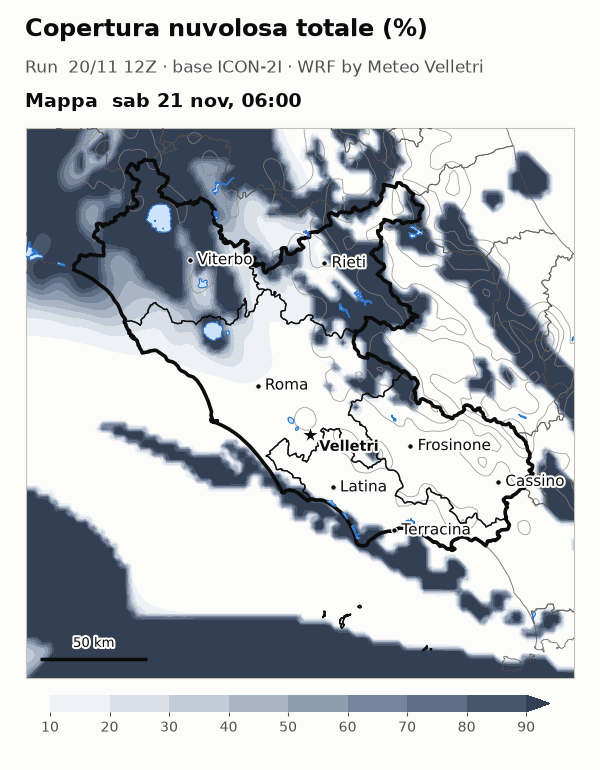 Copertura nuvolosa totale (%)
Run 20/11 12Z · base ICON-2I · WRF by Meteo Velletri
Mappa sab 21 nov, 06:00
Viterbo
Rieti
Roma
Velletri
Frosinone
Latina
Cassino
Terracina
50 km
10 20 30 40 50 60 70 80 90